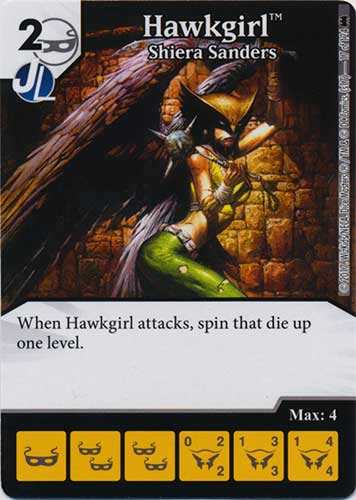 2
Hawkgirl™
Shiera Sanders
JL
When Hawkgirl attacks, spin that die up
one level.
Max: 4
0 2 2
1 3 3
1 4 4